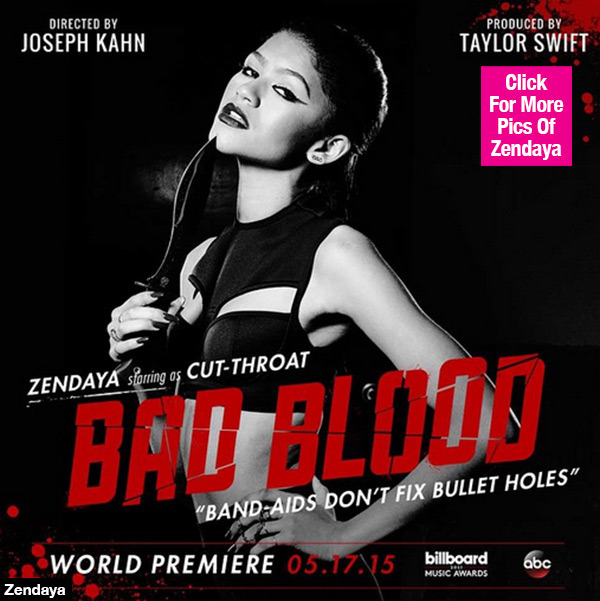 DIRECTED BY
JOSEPH KAHN
PRODUCED BY
TAYLOR SWIFT
Click
For More
Pics Of
Zendaya
ZENDAYA starring as CUT-THROAT
BAD BLOOD
"BAND-AIDS DON'T FIX BULLET HOLES"
WORLD PREMIERE 05.17.15
billboard
MUSIC AWARDS
abc
Zendaya